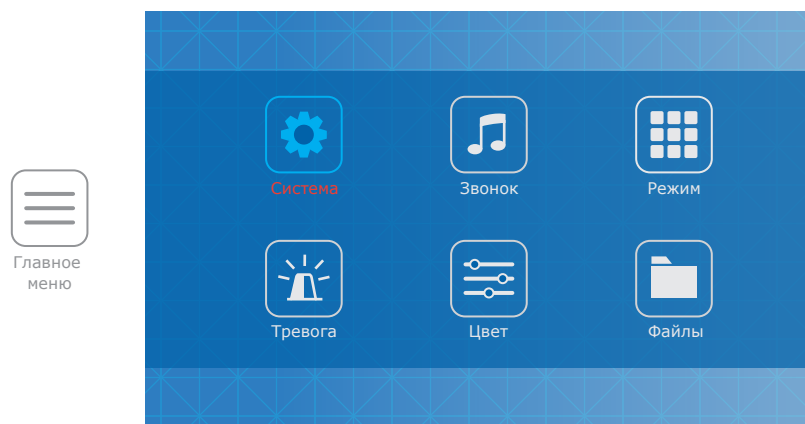 Система
Звонок
Режим
Главное
меню
Тревога
Цвет
Файлы